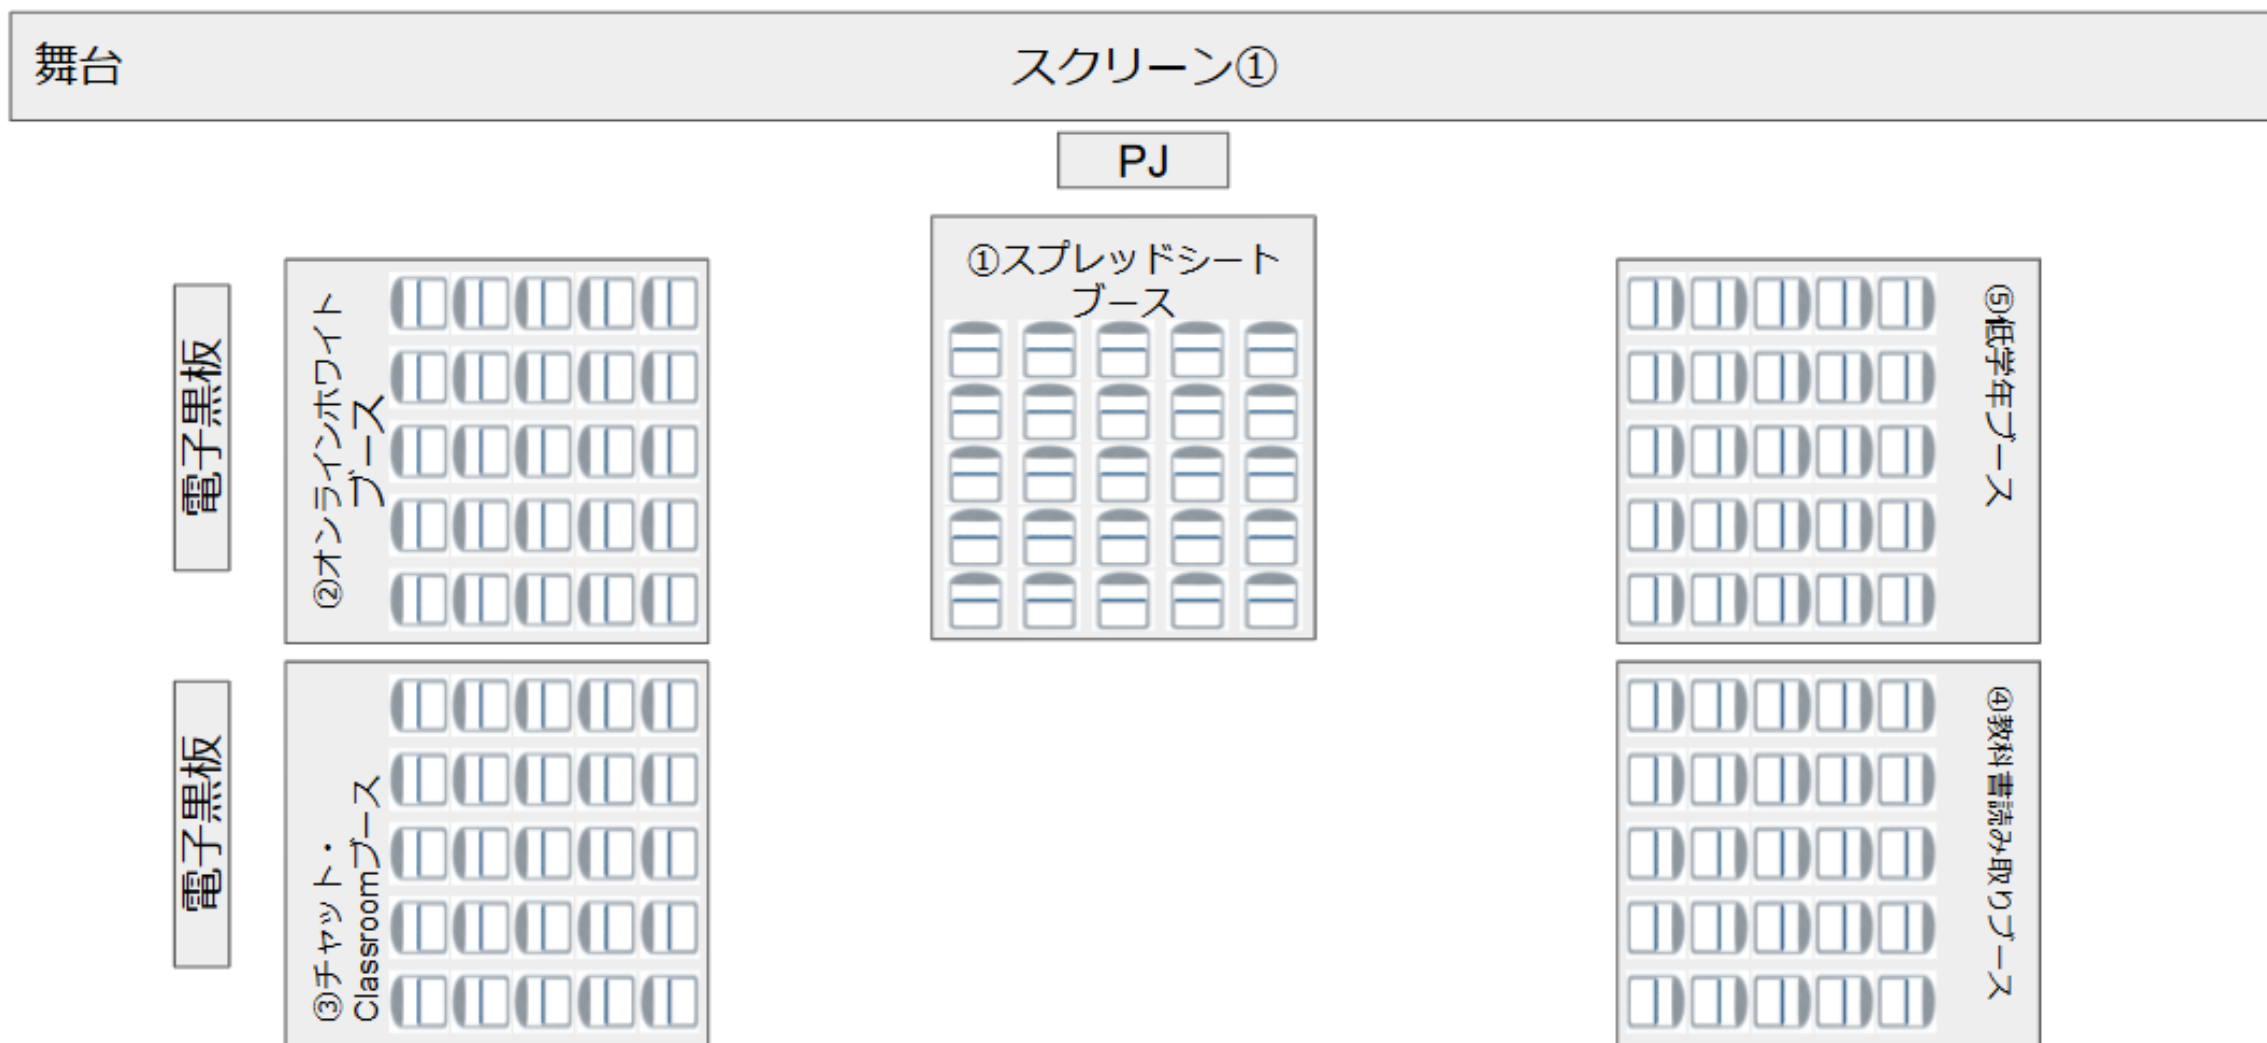 舞台
スクリーン①
PJ
①スプレッドシート
ブース
電子黒板
②オンラインホワイト
ブース
⑤低学年ブース
電子黒板
③チャット・
Classroomブース
④教科書読み取りブース